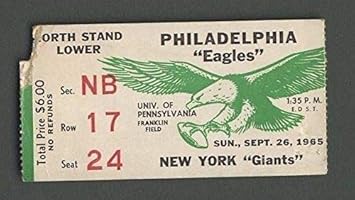 ORTH STAND
LOWER
Total Price $6.00
NO REFUNDS
Sec. NB
Row 17
Seat 24
PHILADELPHIA
"Eagles"
UNIV. OF
PENNSYLVANIA
FRANKLIN
FIELD
1:35 P. M.
E D S T
SUN., SEPT. 26, 1965
NEW YORK "Giants"